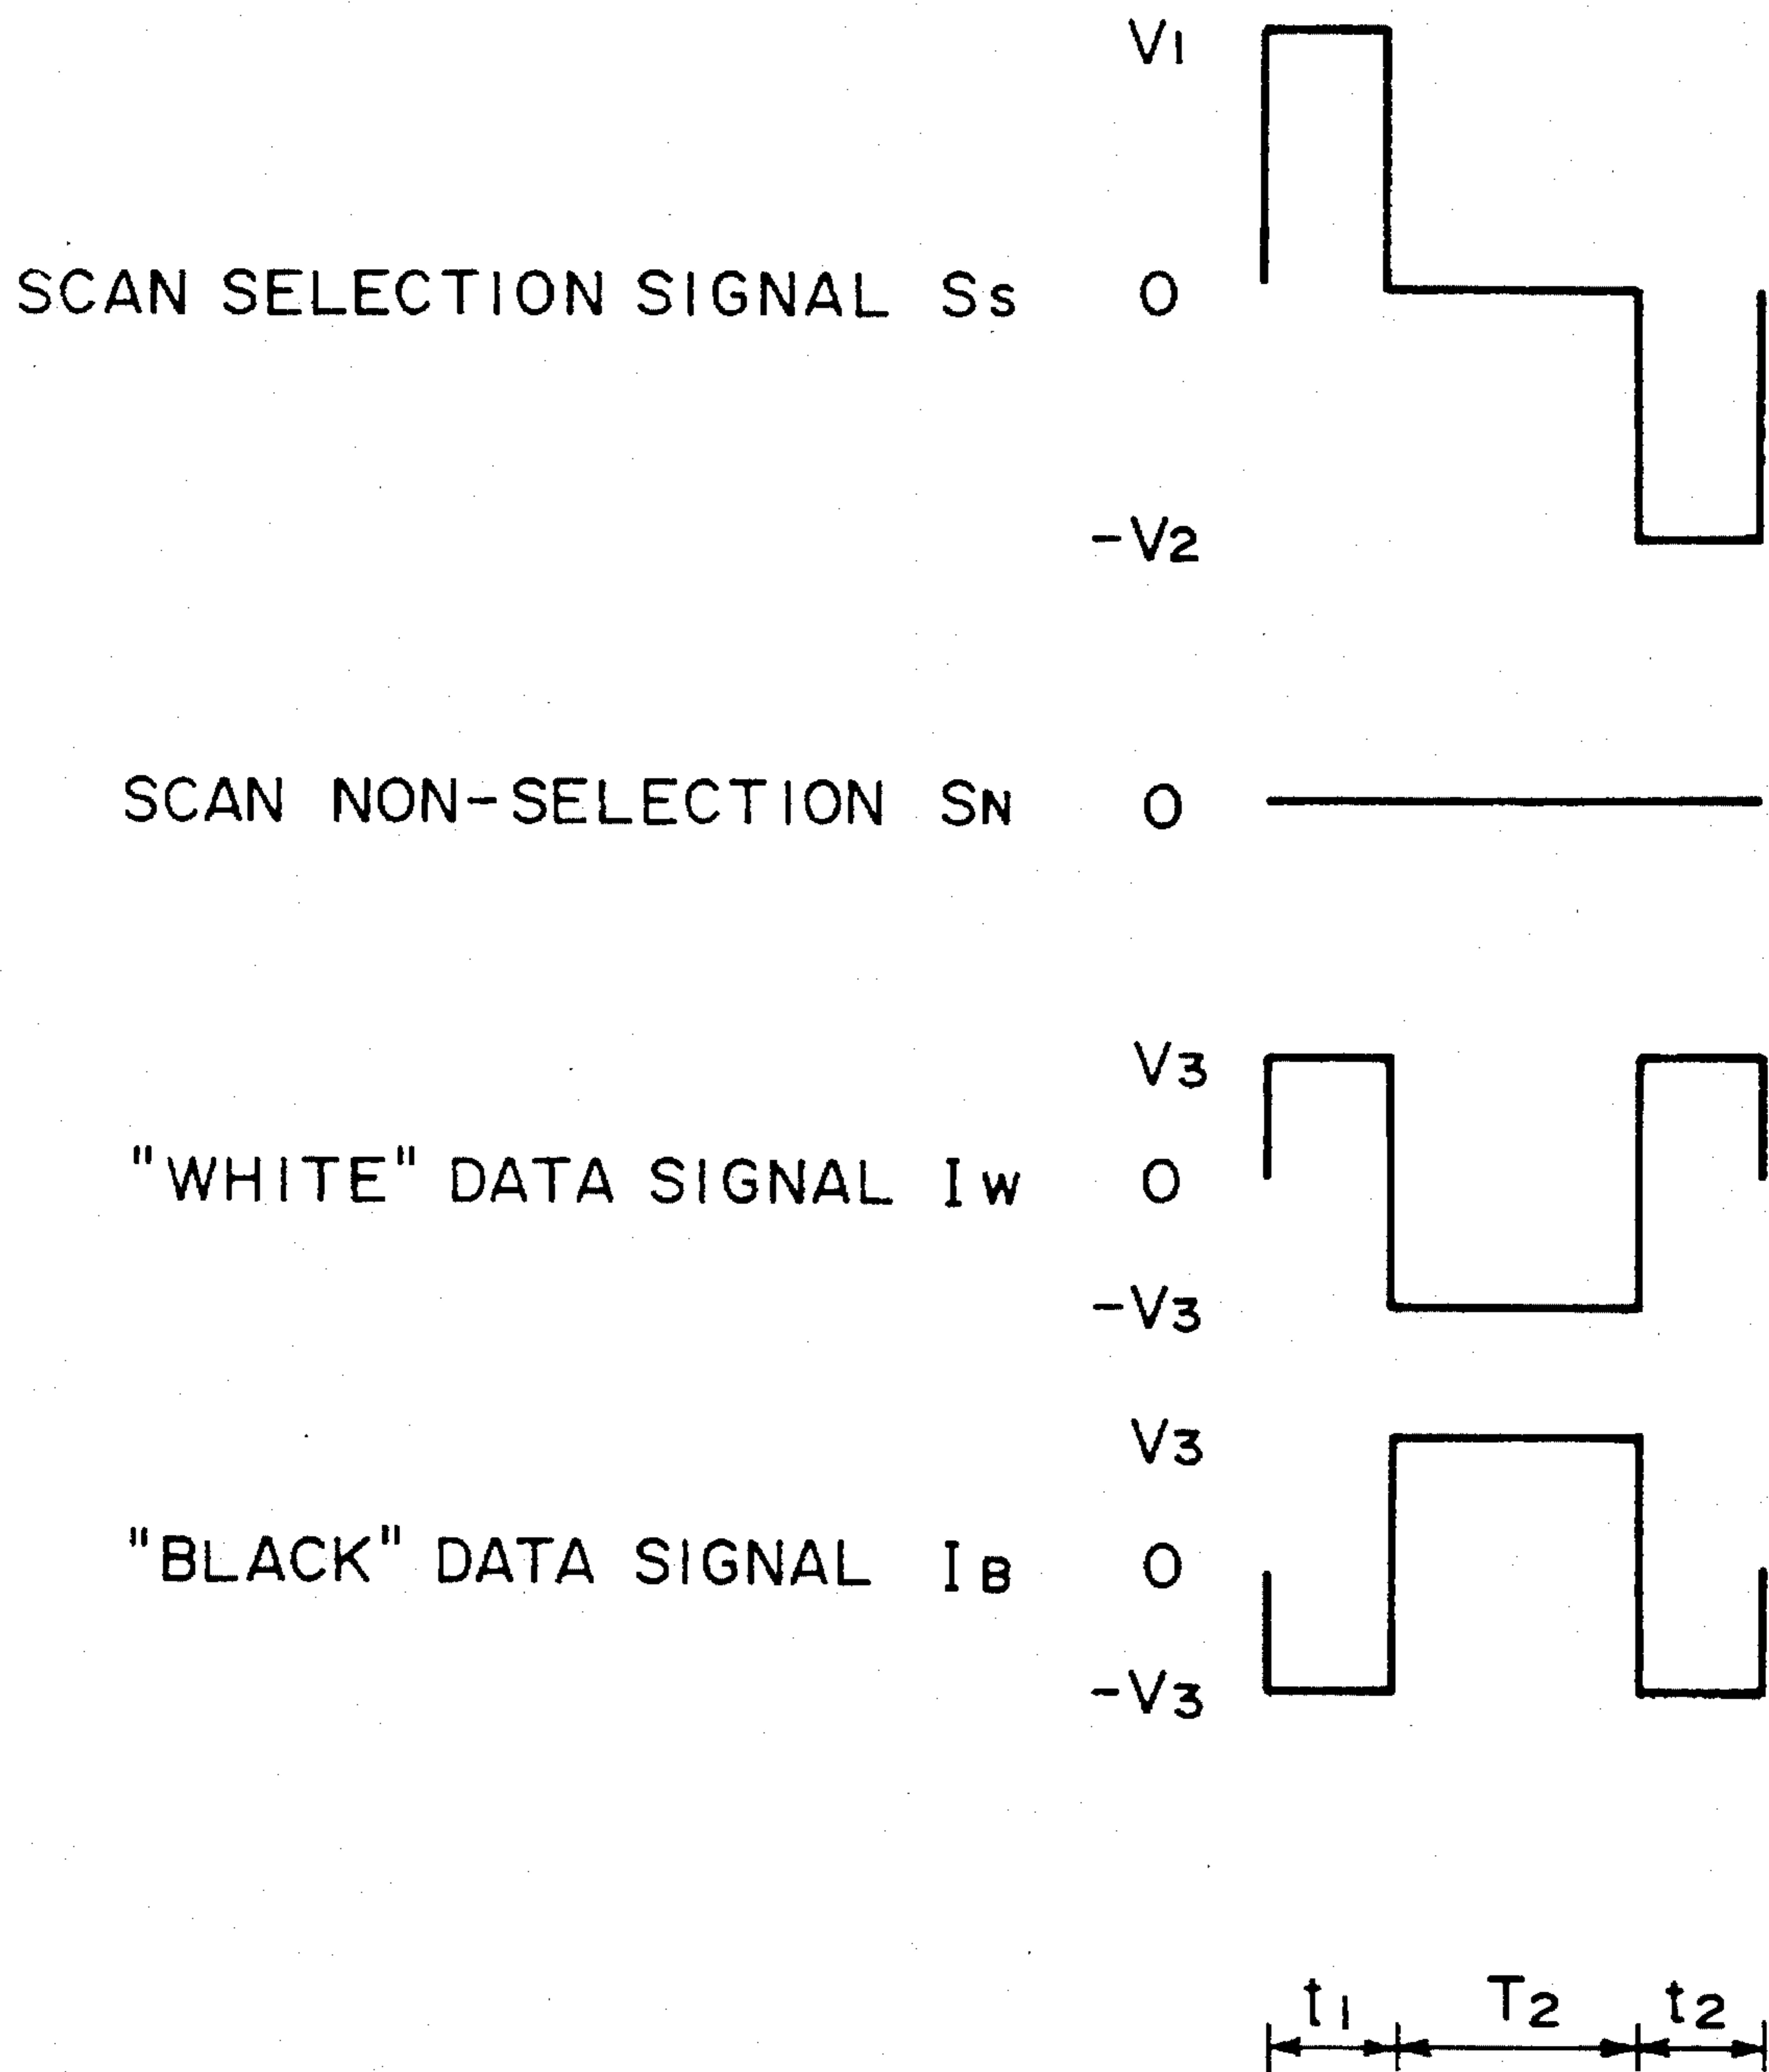 V1
SCAN SELECTION SIGNAL Ss 0
-V2
SCAN NON-SELECTION SN 0
V3
"WHITE" DATA SIGNAL IW 0
-V3
V3
"BLACK" DATA SIGNAL IB 0
-V3
t1 T2 t2